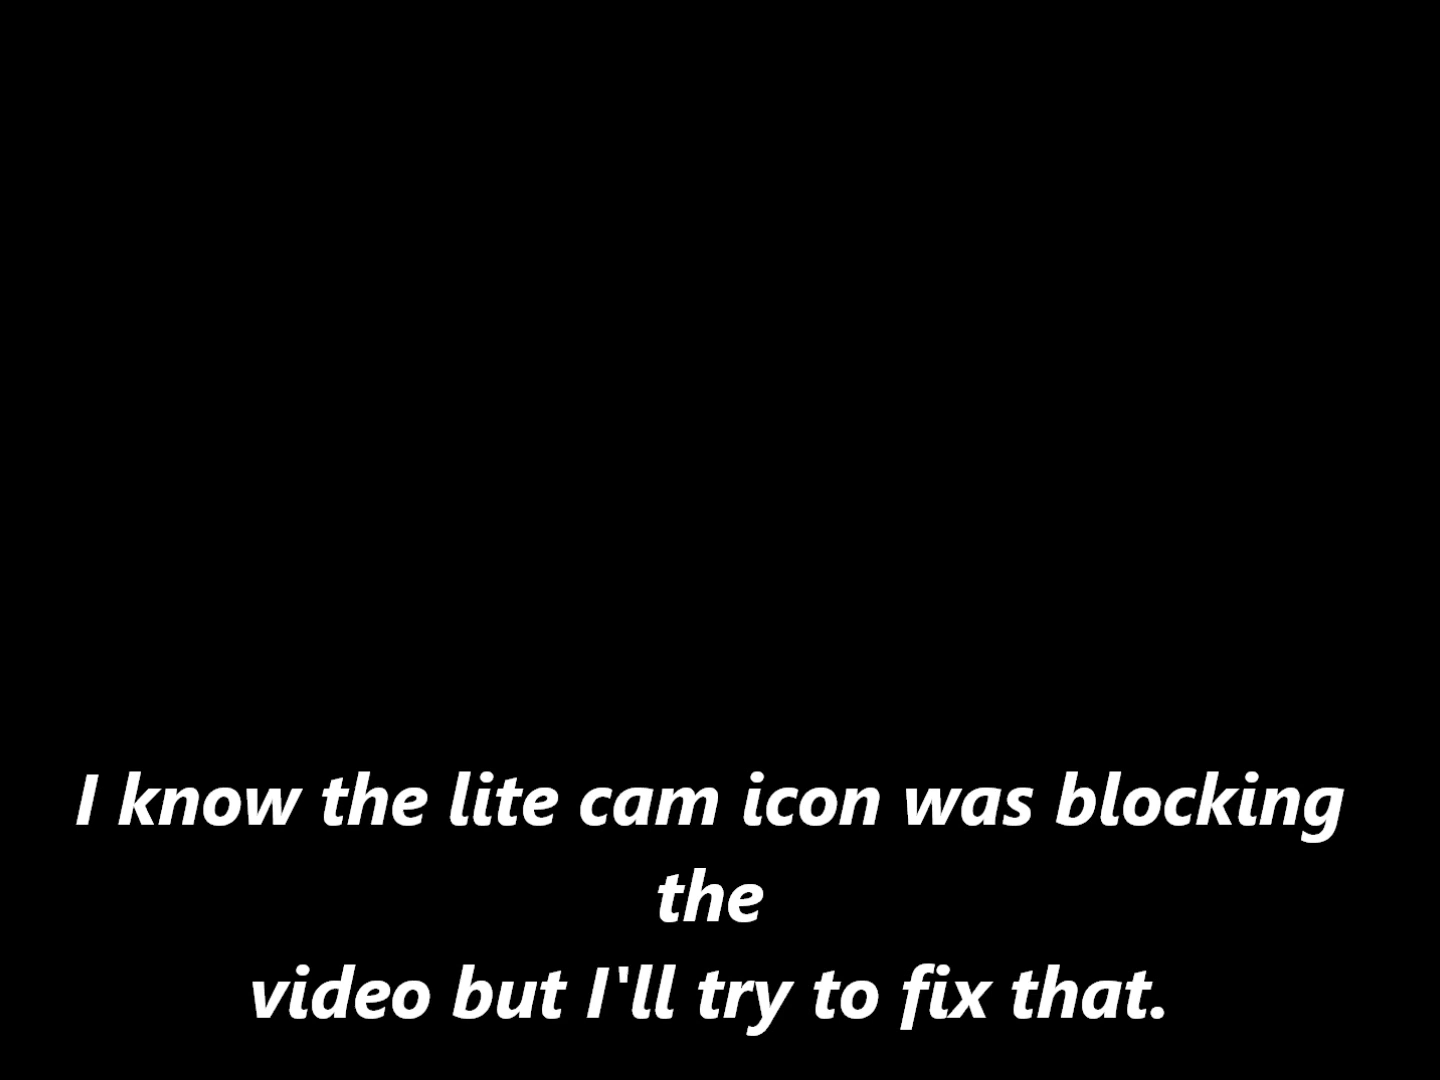 I know the lite cam icon was blocking
the
video but I'll try to fix that.